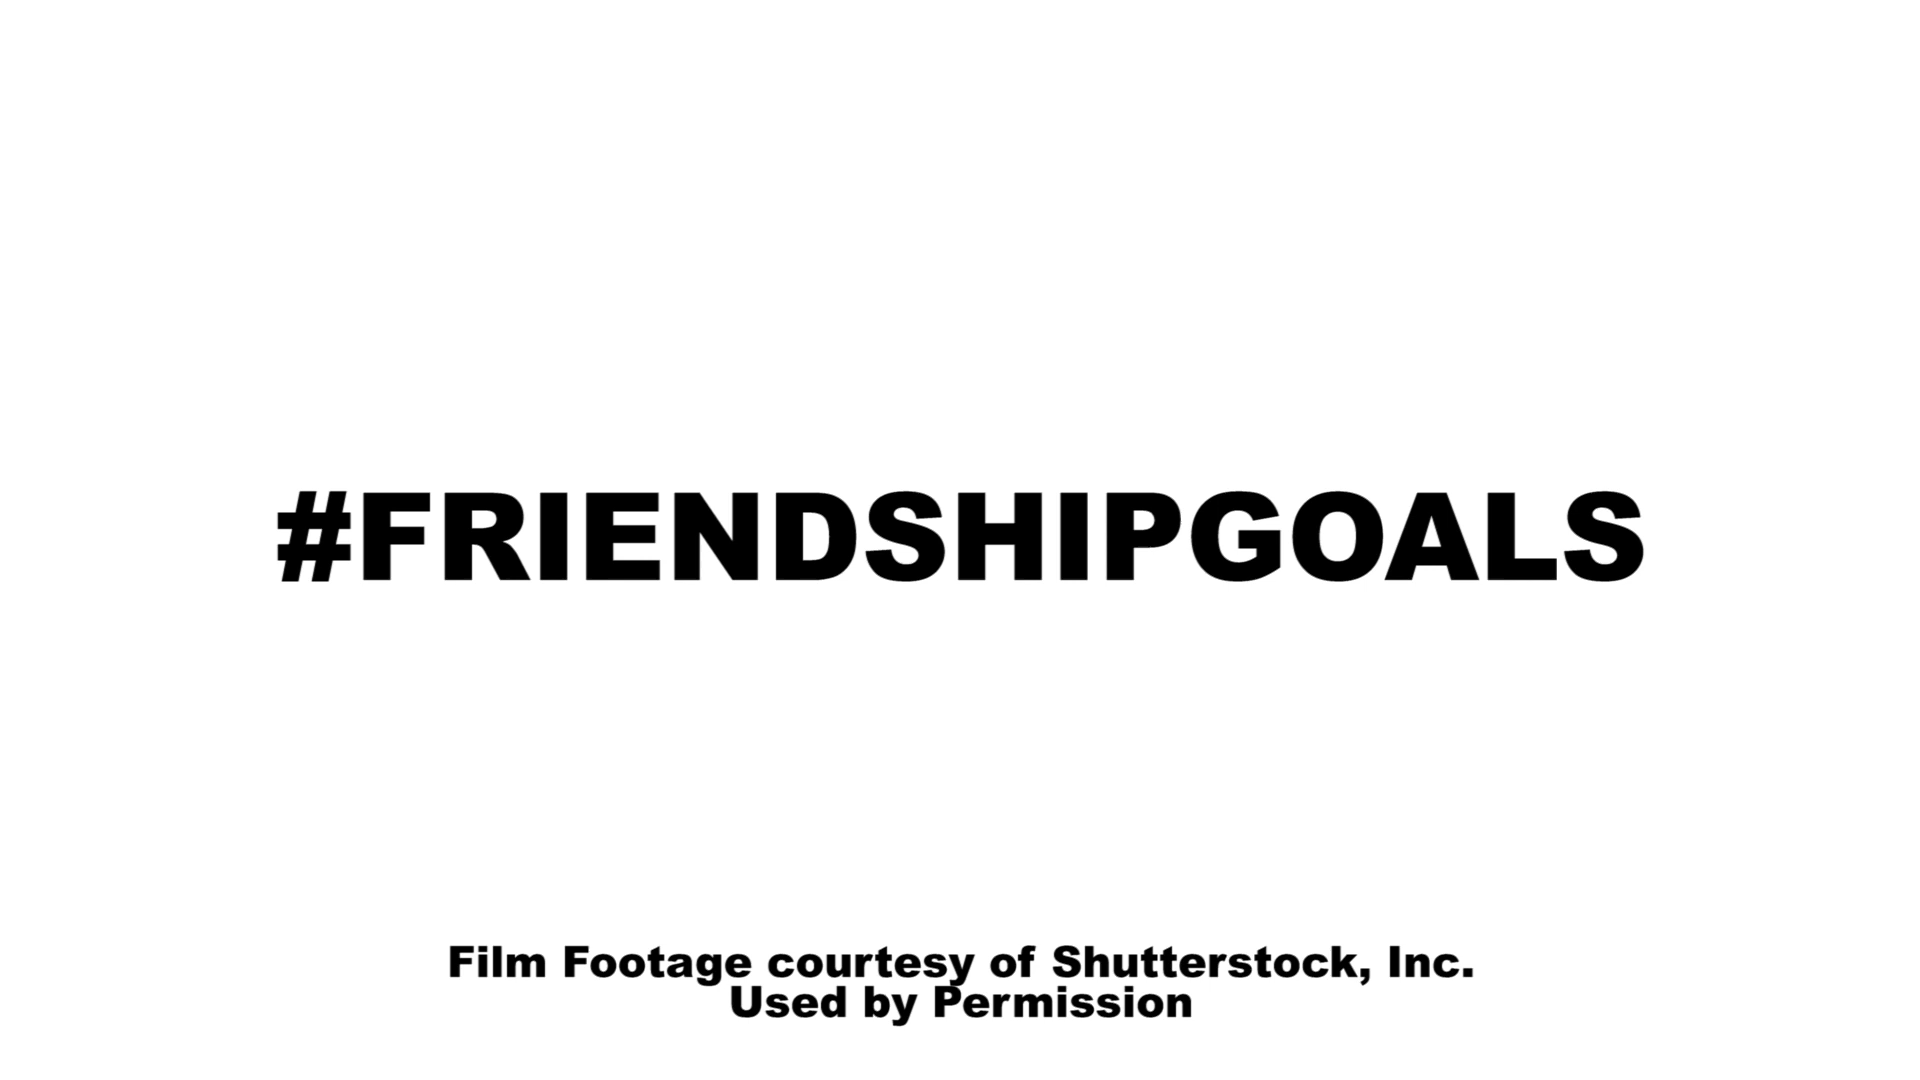 #FRIENDSHIPGOALS
Film Footage courtesy of Shutterstock, Inc.
Used by Permission